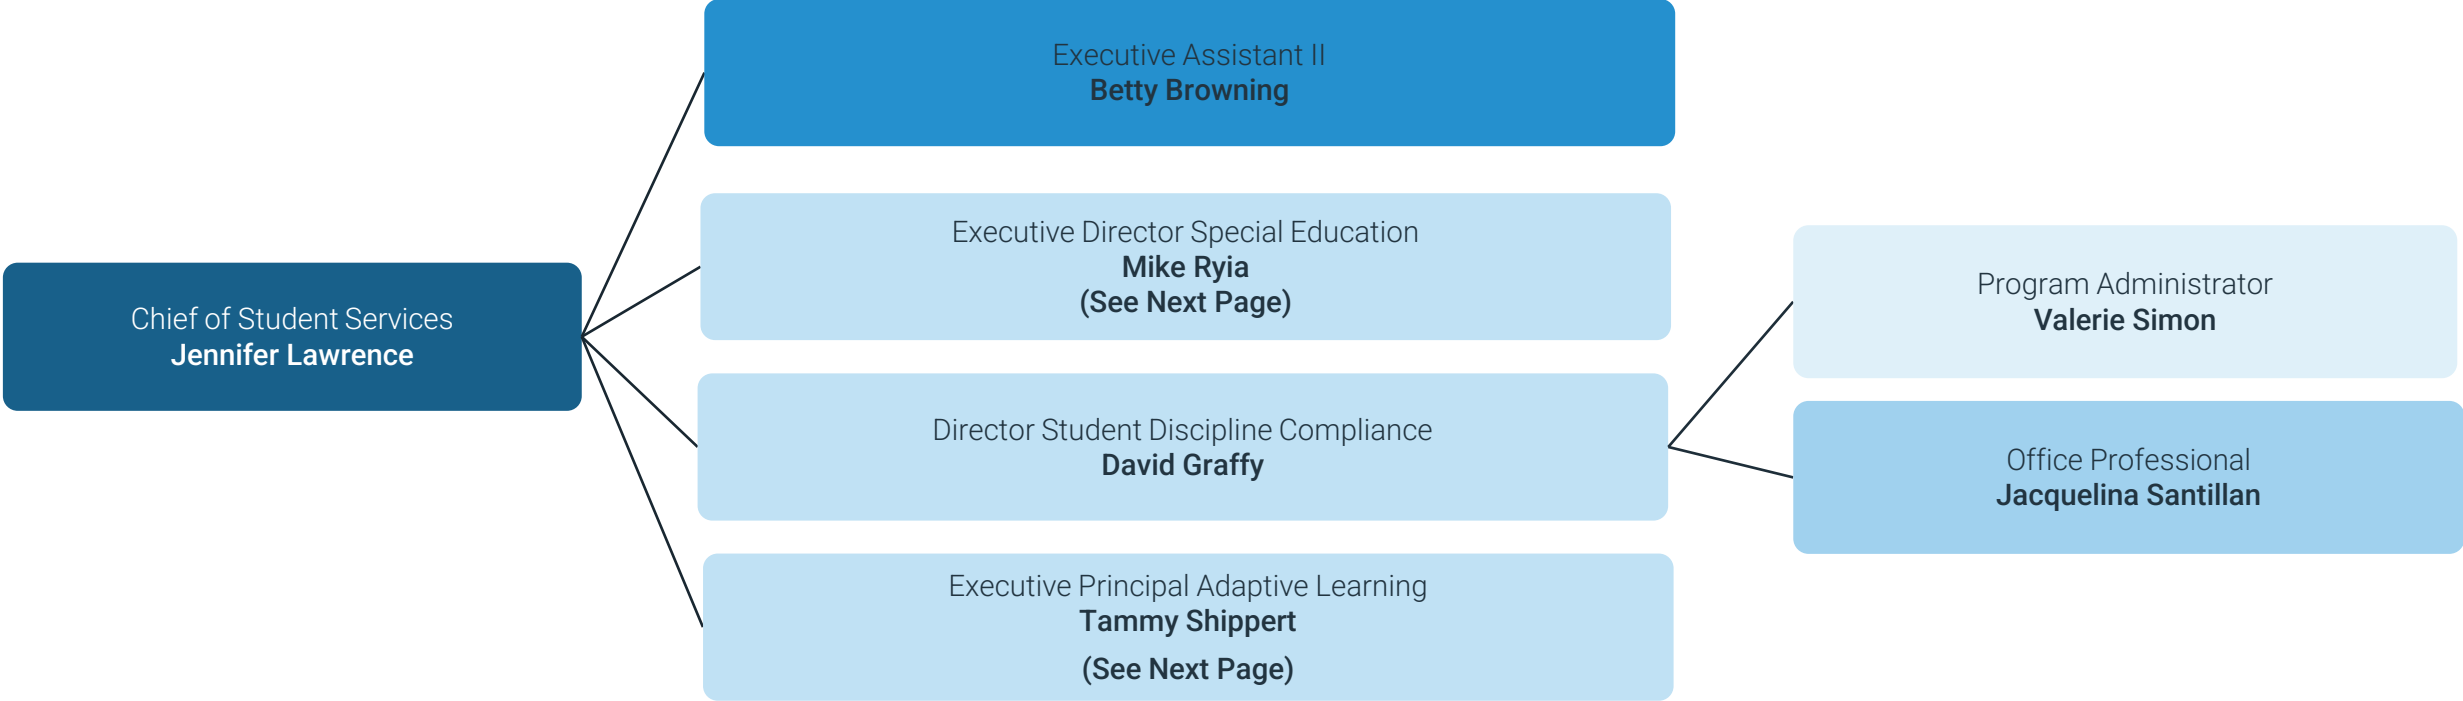 Chief of Student Services
Jennifer Lawrence
Executive Assistant II
Betty Browning
Executive Director Special Education
Mike Ryia
(See Next Page)
Director Student Discipline Compliance
David Graffy
Executive Principal Adaptive Learning
Tammy Shippert
(See Next Page)
Program Administrator
Valerie Simon
Office Professional
Jacquelina Santillan